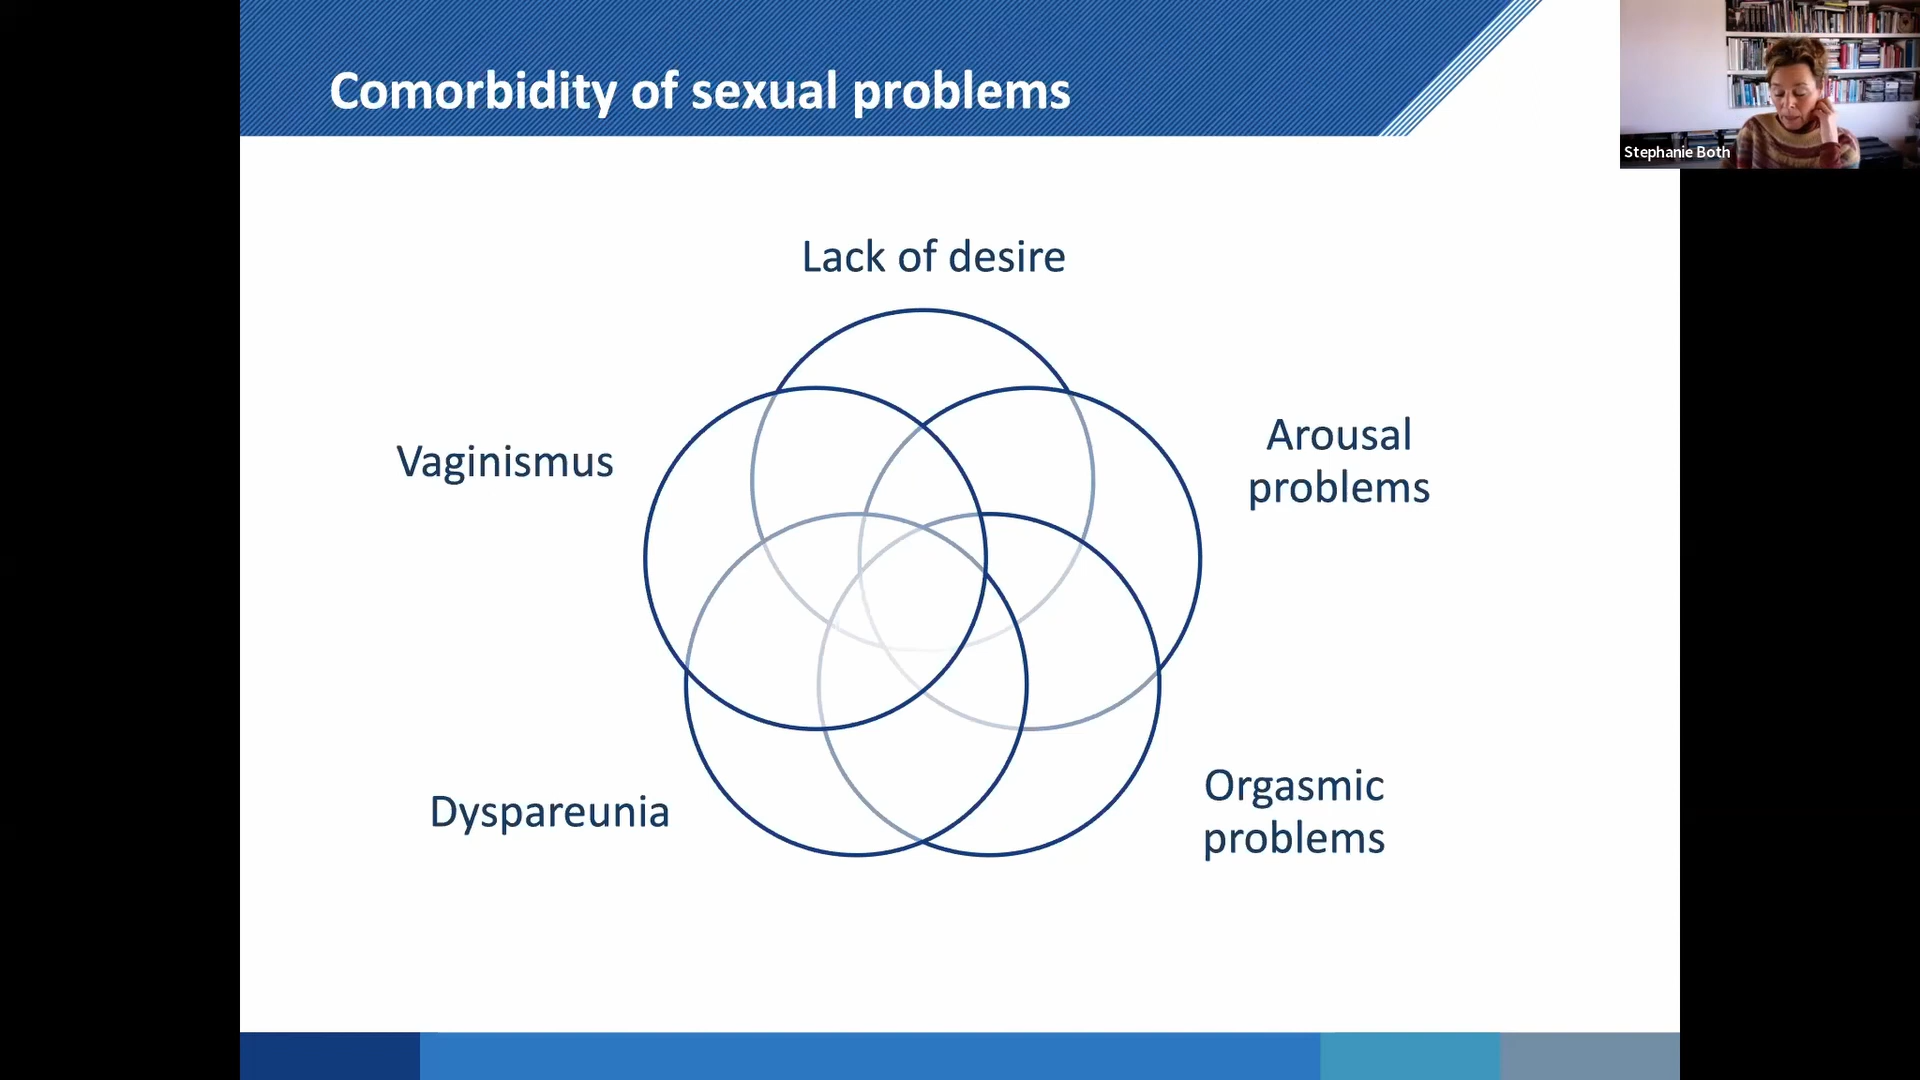 Comorbidity of sexual problems
Stephanie Both
Lack of desire
Vaginismus
Arousal
problems
Dyspareunia
Orgasmic
problems